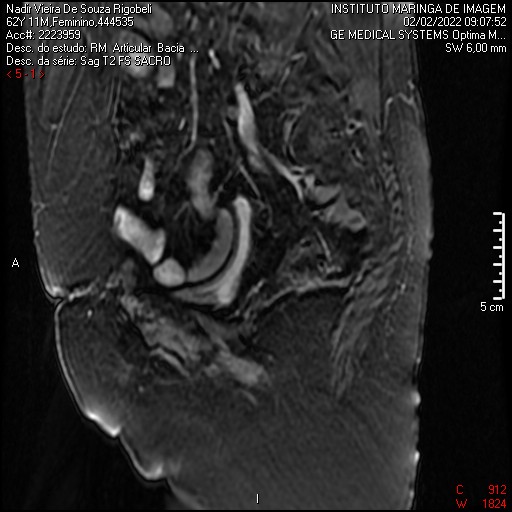 Nadir Vieira De Souza Rigobeli
62Y 11M,Feminino,444535
Acc#: 2223959
Desc. do estudo: RM Articular Bacia ...
Desc. da série: Sag T2 FS SACRO
< 5 - 1 >
INSTITUTO MARINGA DE IMAGEM
02/02/2022 09:07:52
GE MEDICAL SYSTEMS Optima M...
SW 6,00 mm
A
5 cm
I
C 912
W 1824